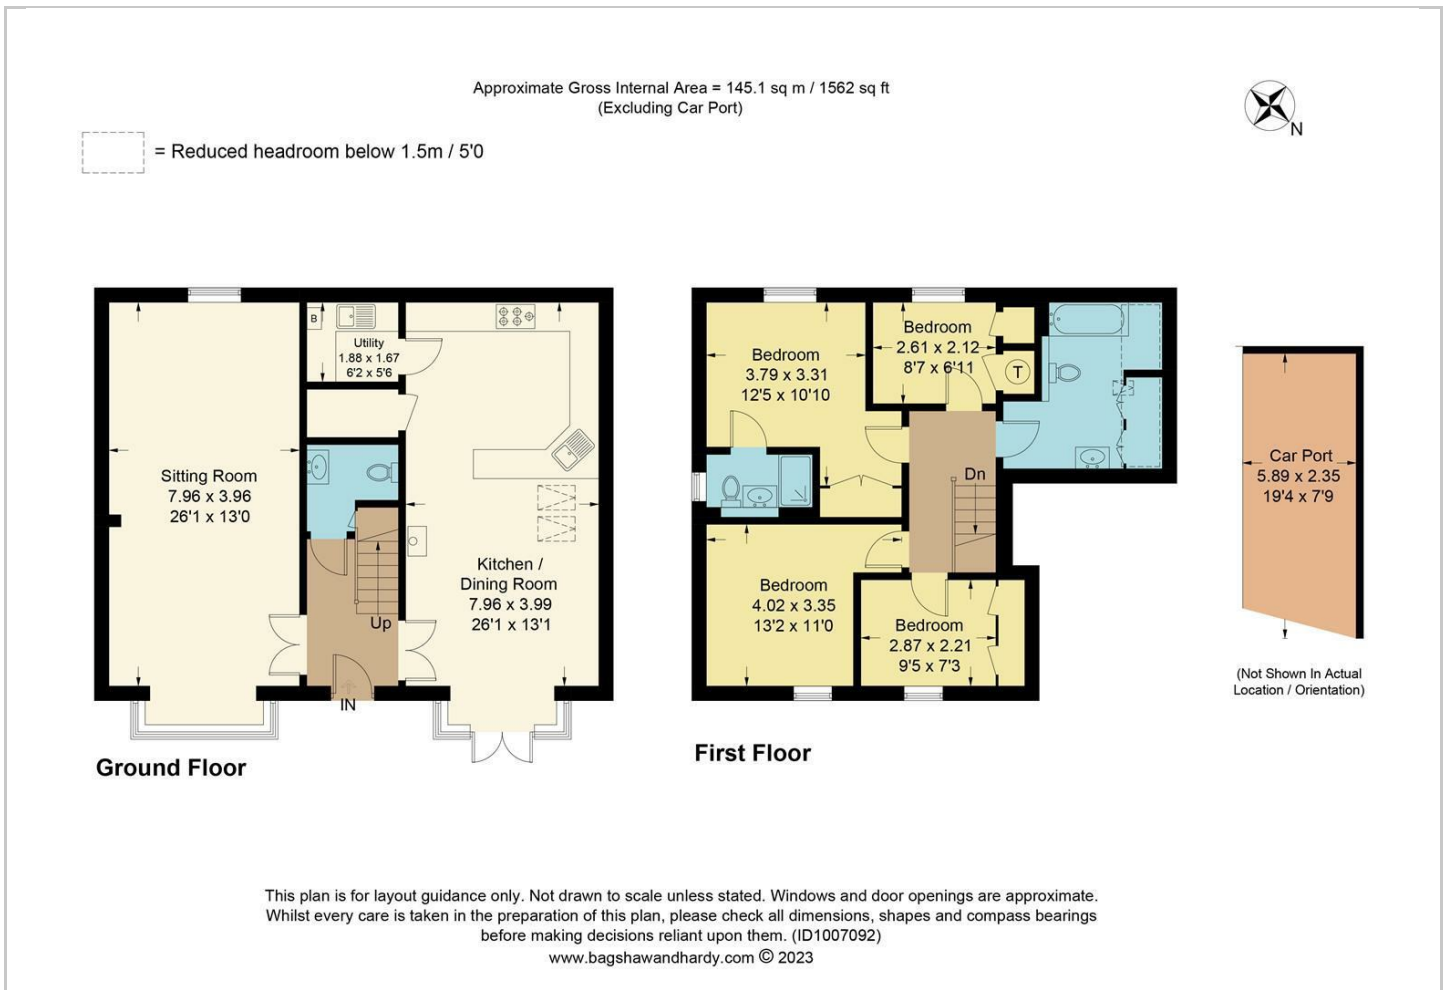 Approximate Gross Internal Area = 145.1 sq m / 1562 sq ft
(Excluding Car Port)
N
= Reduced headroom below 1.5m / 5'0
B
Utility
1.88 x 1.67
6'2 x 5'6
Sitting Room
7.96 x 3.96
26'1 x 13'0
Kitchen /
Dining Room
7.96 x 3.99
26'1 x 13'1
Up
IN
Ground Floor
Bedroom
3.79 x 3.31
12'5 x 10'10
Bedroom
2.61 x 2.12
8'7 x 6'11
T
Dn
Bedroom
4.02 x 3.35
13'2 x 11'0
Bedroom
2.87 x 2.21
9'5 x 7'3
First Floor
Car Port
5.89 x 2.35
19'4 x 7'9
(Not Shown In Actual
Location / Orientation)
This plan is for layout guidance only. Not drawn to scale unless stated. Windows and door openings are approximate.
Whilst every care is taken in the preparation of this plan, please check all dimensions, shapes and compass bearings
before making decisions reliant upon them. (ID1007092)
www.bagshawandhardy.com © 2023